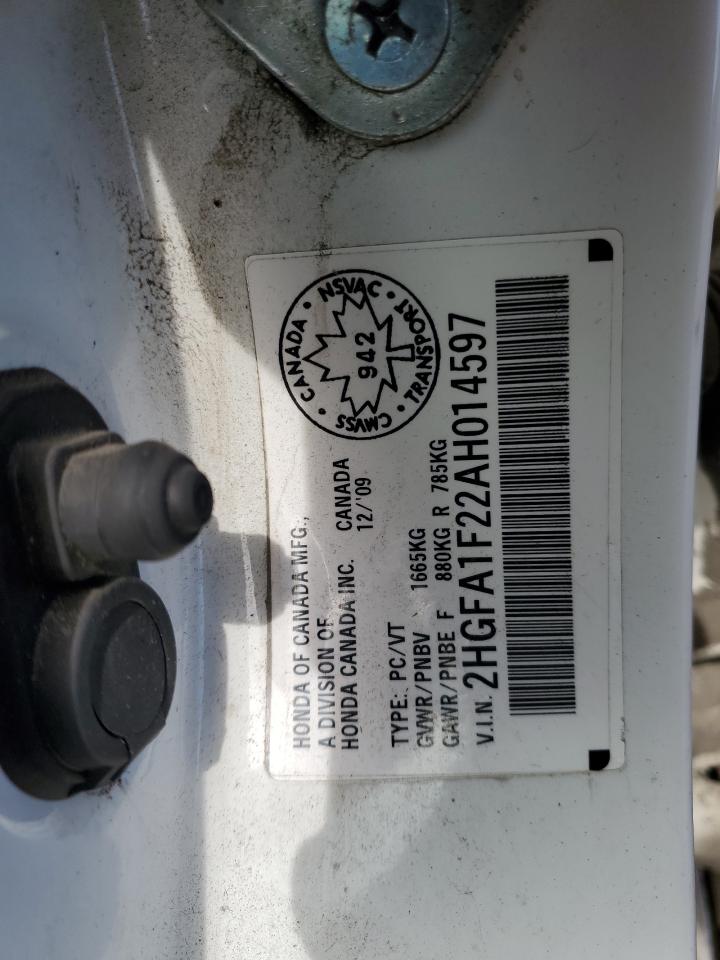 HONDA OF CANADA MFG.,
A DIVISION OF
HONDA CANADA INC. CANADA
12/'09
TYPE: PC/VT
GVWR/PNBV 1665KG
GAWR/PNBE F 880KG R 785KG
V.I.N. 2HGFA1F22AH014597
CANADA • NSVAC • TRANSPORT • CMVSS •
942